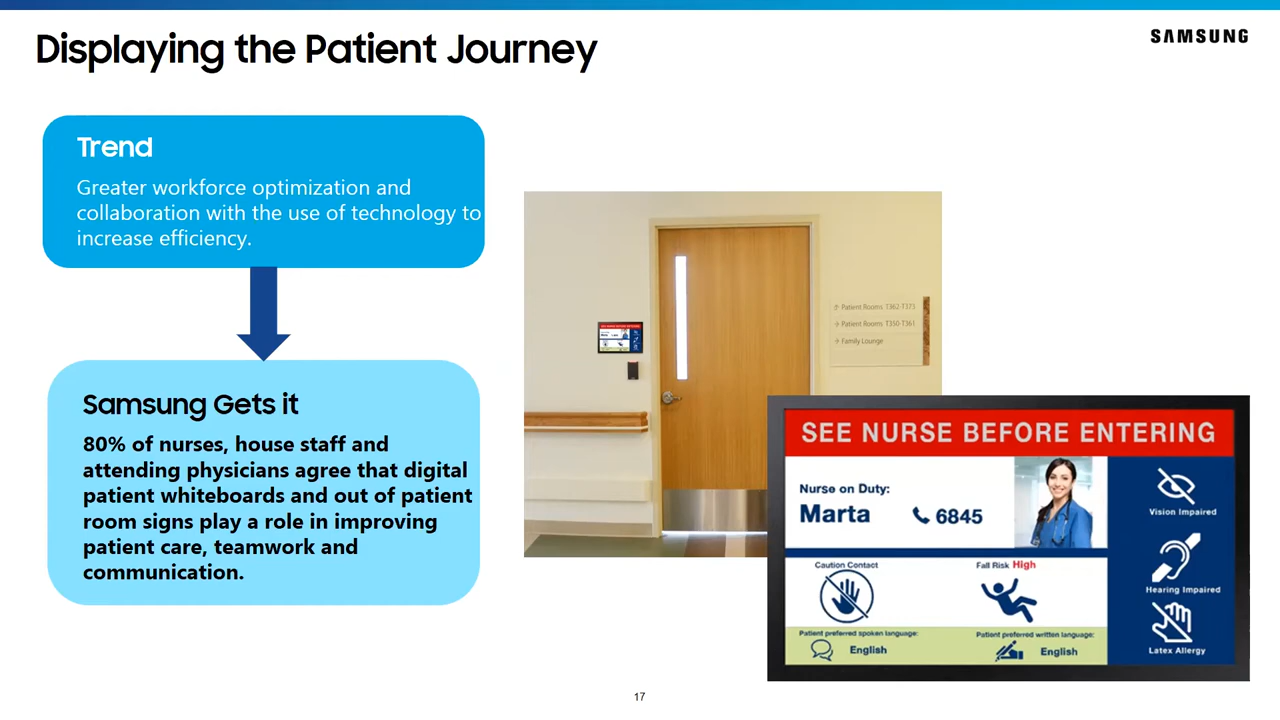 Displaying the Patient Journey
SAMSUNG
Trend
Greater workforce optimization and
collaboration with the use of technology to
increase efficiency.
Samsung Gets it
80% of nurses, house staff and
attending physicians agree that digital
patient whiteboards and out of patient
room signs play a role in improving
patient care, teamwork and
communication.
SEE NURSE BEFORE ENTERING
Patient Rooms T362-T373
Patient Rooms T350-T361
Family Lounge
SEE NURSE BEFORE ENTERING
Nurse on Duty:
Marta 6845
Vision Impaired
Caution Contact
Fall Risk High
Hearing Impaired
Patient preferred spoken language:
English
Patient preferred written language:
English
Latex Allergy
17